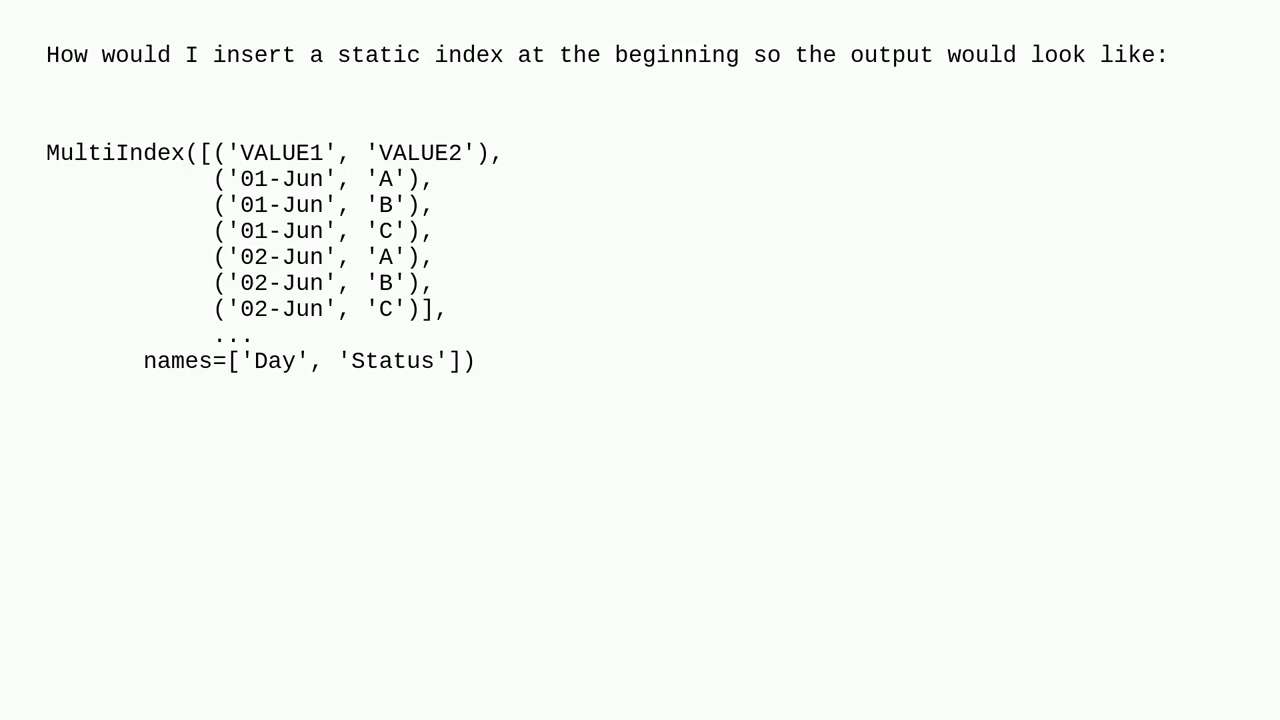 How would I insert a static index at the beginning so the output would look like:
MultiIndex([('VALUE1', 'VALUE2'),
            ('01-Jun', 'A'),
            ('01-Jun', 'B'),
            ('01-Jun', 'C'),
            ('02-Jun', 'A'),
            ('02-Jun', 'B'),
            ('02-Jun', 'C')],
            ...
       names=['Day', 'Status'])